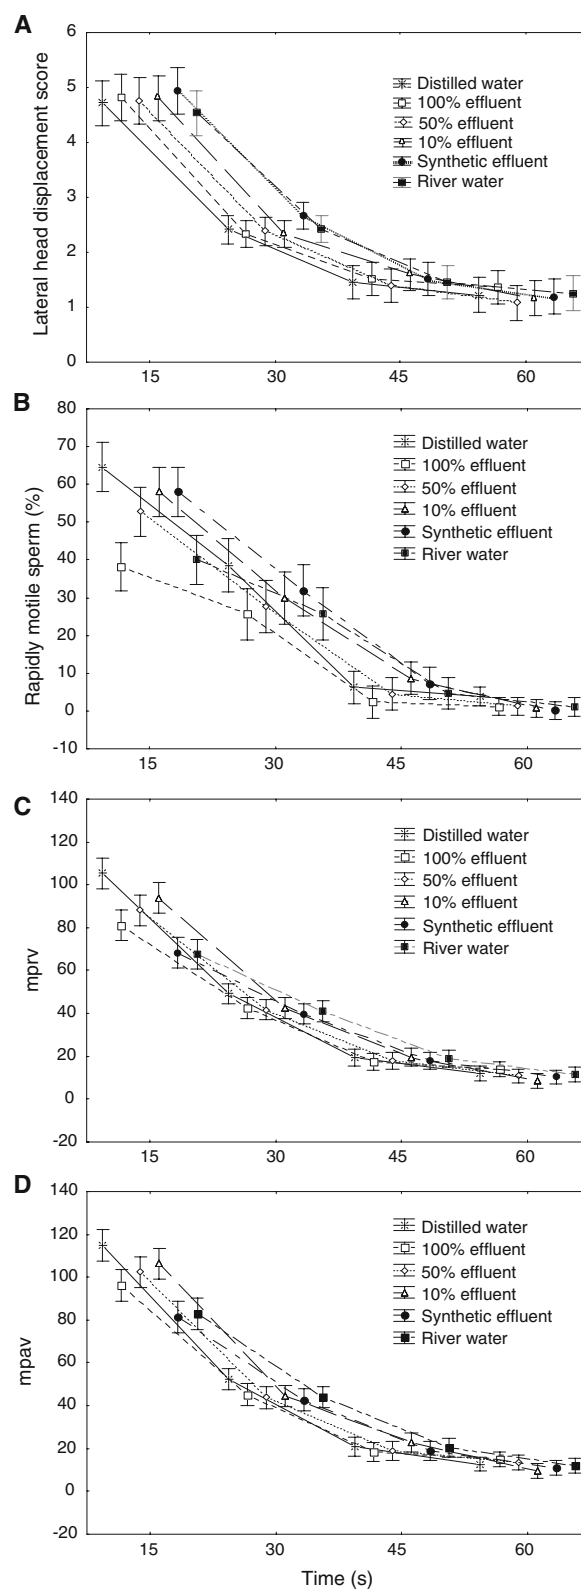 A
Lateral head displacement score
6
5
4
3
2
1
0
Distilled water
100% effluent
50% effluent
10% effluent
Synthetic effluent
River water
15 30 45 60
B
Rapidly motile sperm (%)
80
70
60
50
40
30
20
10
0
-10
Distilled water
100% effluent
50% effluent
10% effluent
Synthetic effluent
River water
15 30 45 60
C
mprv
140
120
100
80
60
40
20
0
-20
Distilled water
100% effluent
50% effluent
10% effluent
Synthetic effluent
River water
15 30 45 60
D
mpav
140
120
100
80
60
40
20
0
-20
Distilled water
100% effluent
50% effluent
10% effluent
Synthetic effluent
River water
15 30 45 60
Time (s)